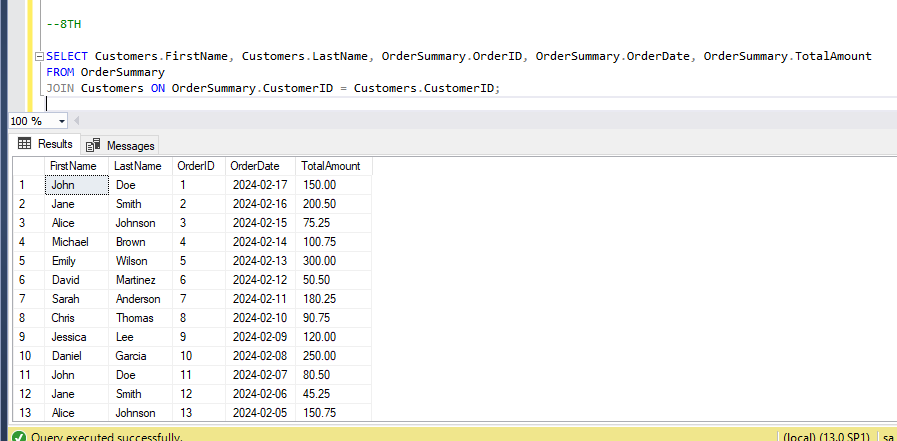 --8TH
SELECT Customers.FirstName, Customers.LastName, OrderSummary.OrderID, OrderSummary.OrderDate, OrderSummary.TotalAmount
FROM OrderSummary
JOIN Customers ON OrderSummary.CustomerID = Customers.CustomerID;
100 %
Results Messages
FirstName LastName OrderID OrderDate TotalAmount
1 John Doe 1 2024-02-17 150.00
2 Jane Smith 2 2024-02-16 200.50
3 Alice Johnson 3 2024-02-15 75.25
4 Michael Brown 4 2024-02-14 100.75
5 Emily Wilson 5 2024-02-13 300.00
6 David Martinez 6 2024-02-12 50.50
7 Sarah Anderson 7 2024-02-11 180.25
8 Chris Thomas 8 2024-02-10 90.75
9 Jessica Lee 9 2024-02-09 120.00
10 Daniel Garcia 10 2024-02-08 250.00
11 John Doe 11 2024-02-07 80.50
12 Jane Smith 12 2024-02-06 45.25
13 Alice Johnson 13 2024-02-05 150.75
Query executed successfully. (local) (13.0 SP1) sa